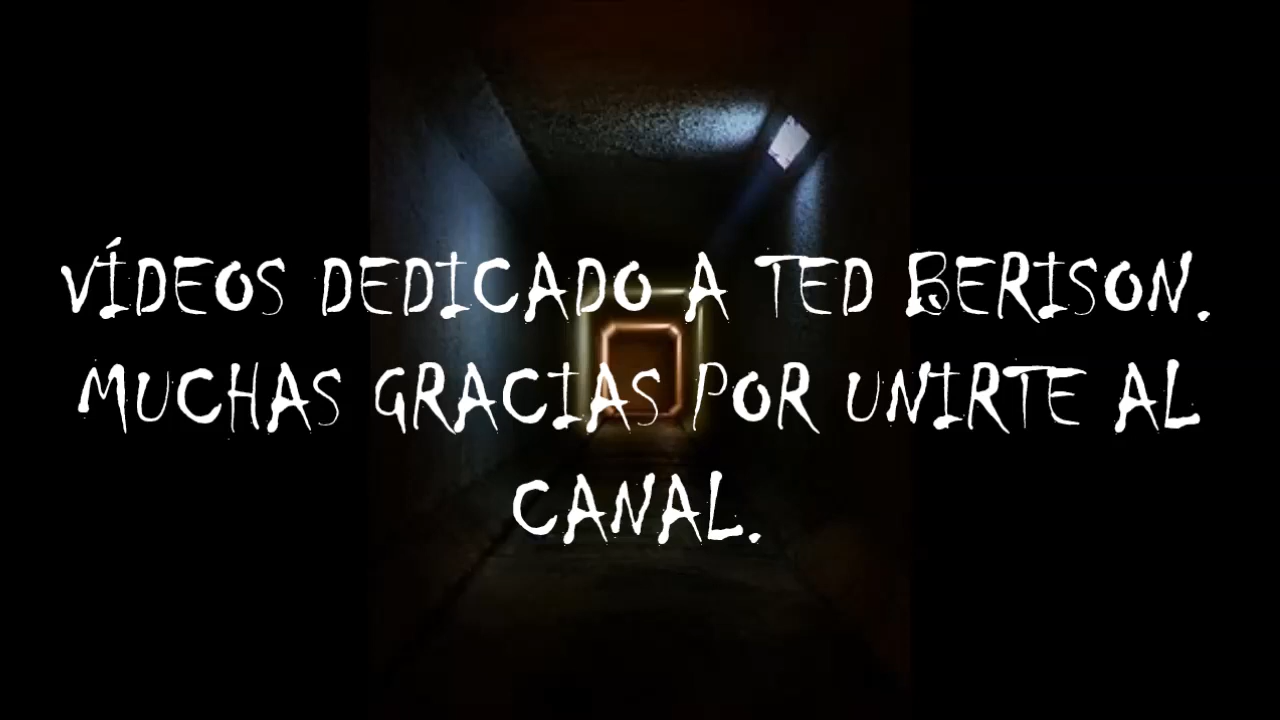 VÍDEOS DEDICADO A TED BERISON.
MUCHAS GRACIAS POR UNIRTE AL
CANAL.